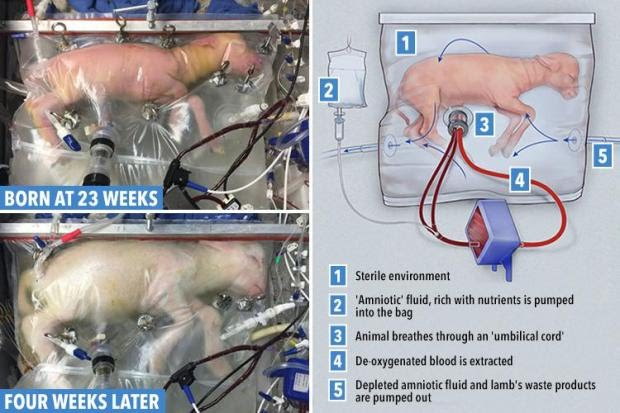 BORN AT 23 WEEKS
FOUR WEEKS LATER
1
2
3
4
5
1 Sterile environment
2 'Amniotic' fluid, rich with nutrients is pumped
into the bag
3 Animal breathes through an 'umbilical cord'
4 De-oxygenated blood is extracted
5 Depleted amniotic fluid and lamb's waste products
are pumped out